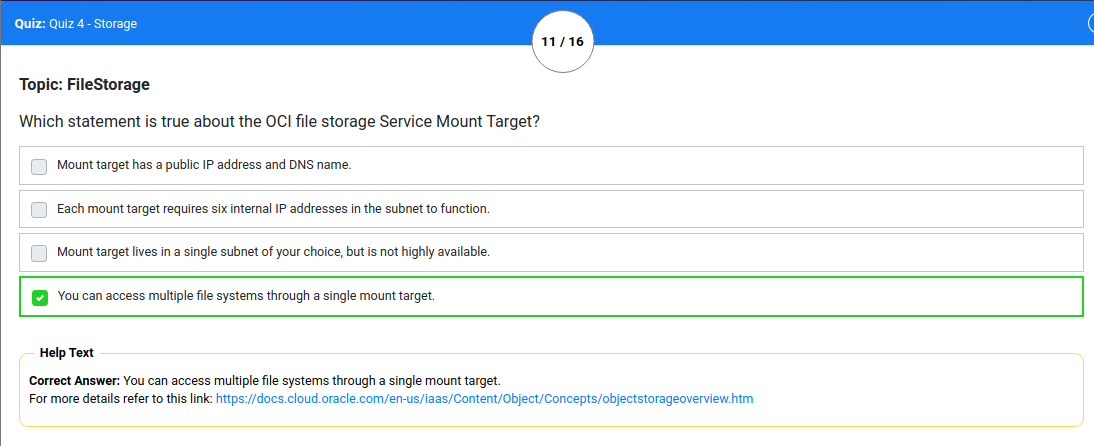 Quiz: Quiz 4 - Storage
11 / 16
Topic: FileStorage
Which statement is true about the OCI file storage Service Mount Target?
Mount target has a public IP address and DNS name.
Each mount target requires six internal IP addresses in the subnet to function.
Mount target lives in a single subnet of your choice, but is not highly available.
You can access multiple file systems through a single mount target.
Help Text
Correct Answer: You can access multiple file systems through a single mount target.
For more details refer to this link: https://docs.cloud.oracle.com/en-us/iaas/Content/Object/Concepts/objectstorageoverview.htm